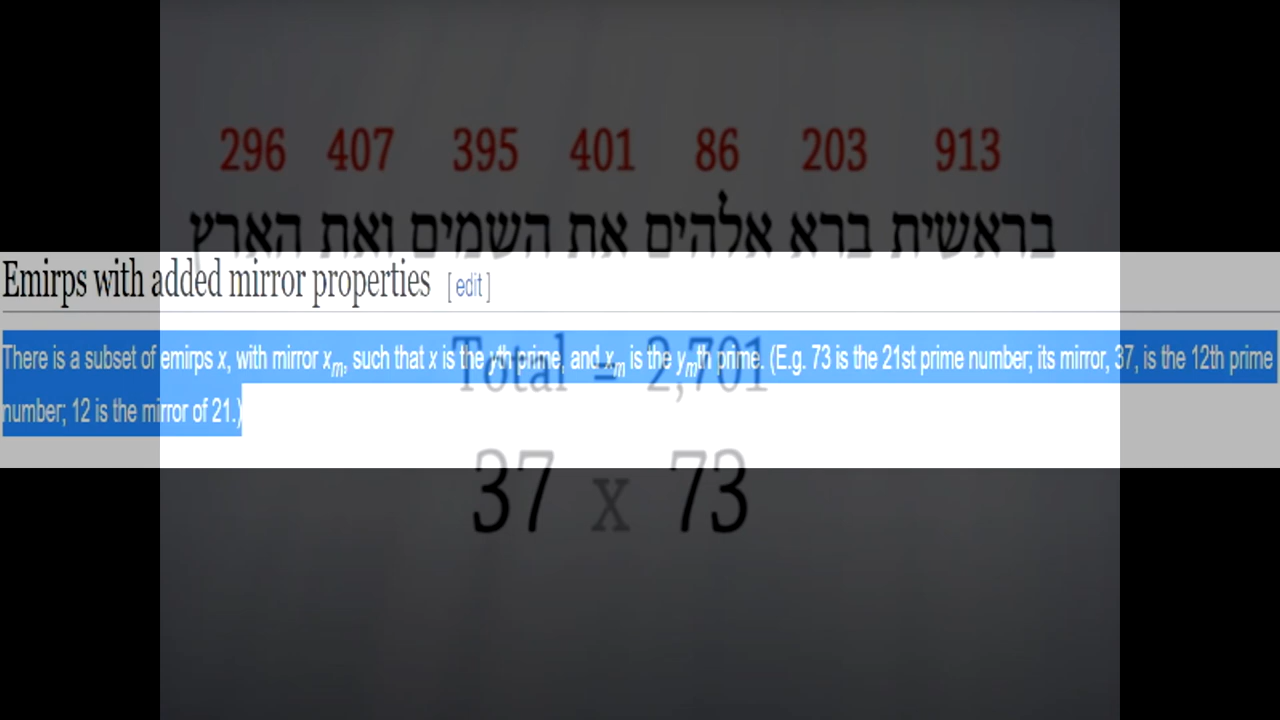 296 407 395 401 86 203 913
בראשית ברא אלהים את השמים ואת הארץ
Emirps with added mirror properties [ edit ]
There is a subset of emirps x, with mirror xm, such that x is the yth prime, and xm is the ymth prime. (E.g. 73 is the 21st prime number; its mirror, 37, is the 12th prime
number; 12 is the mirror of 21.)
Total = 2,701
37 x 73